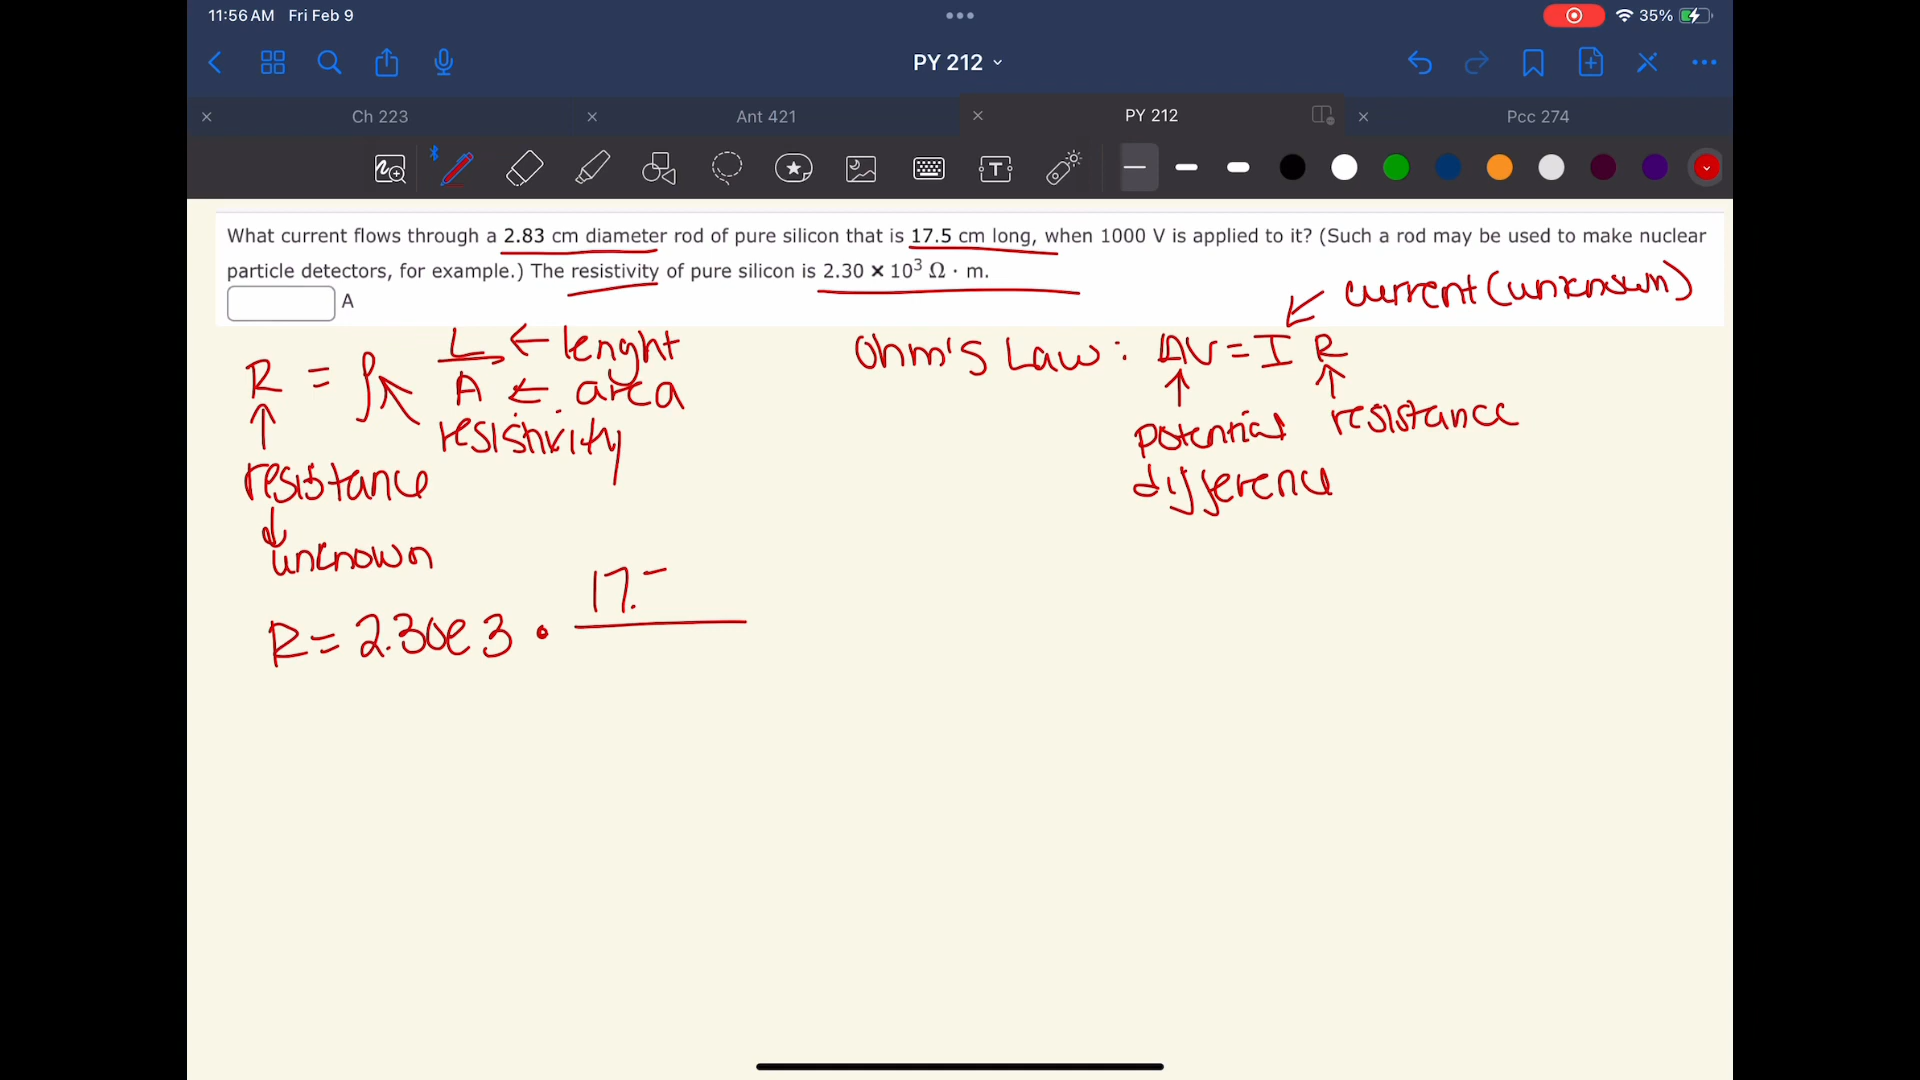 11:56 AM Fri Feb 9
35%
PY 212
Ch 223
Ant 421
PY 212
Pcc 274
What current flows through a 2.83 cm diameter rod of pure silicon that is 17.5 cm long, when 1000 V is applied to it? (Such a rod may be used to make nuclear
particle detectors, for example.) The resistivity of pure silicon is 2.30 × 10³ Ω · m.
A
R = ρ L/A
← lenght
← area
resistivity
↑
resistance
↓
unknown
R = 2.30e3 · 17.
Ohm's Law: ΔV = I R
current (unknown)
potential
difference
resistance